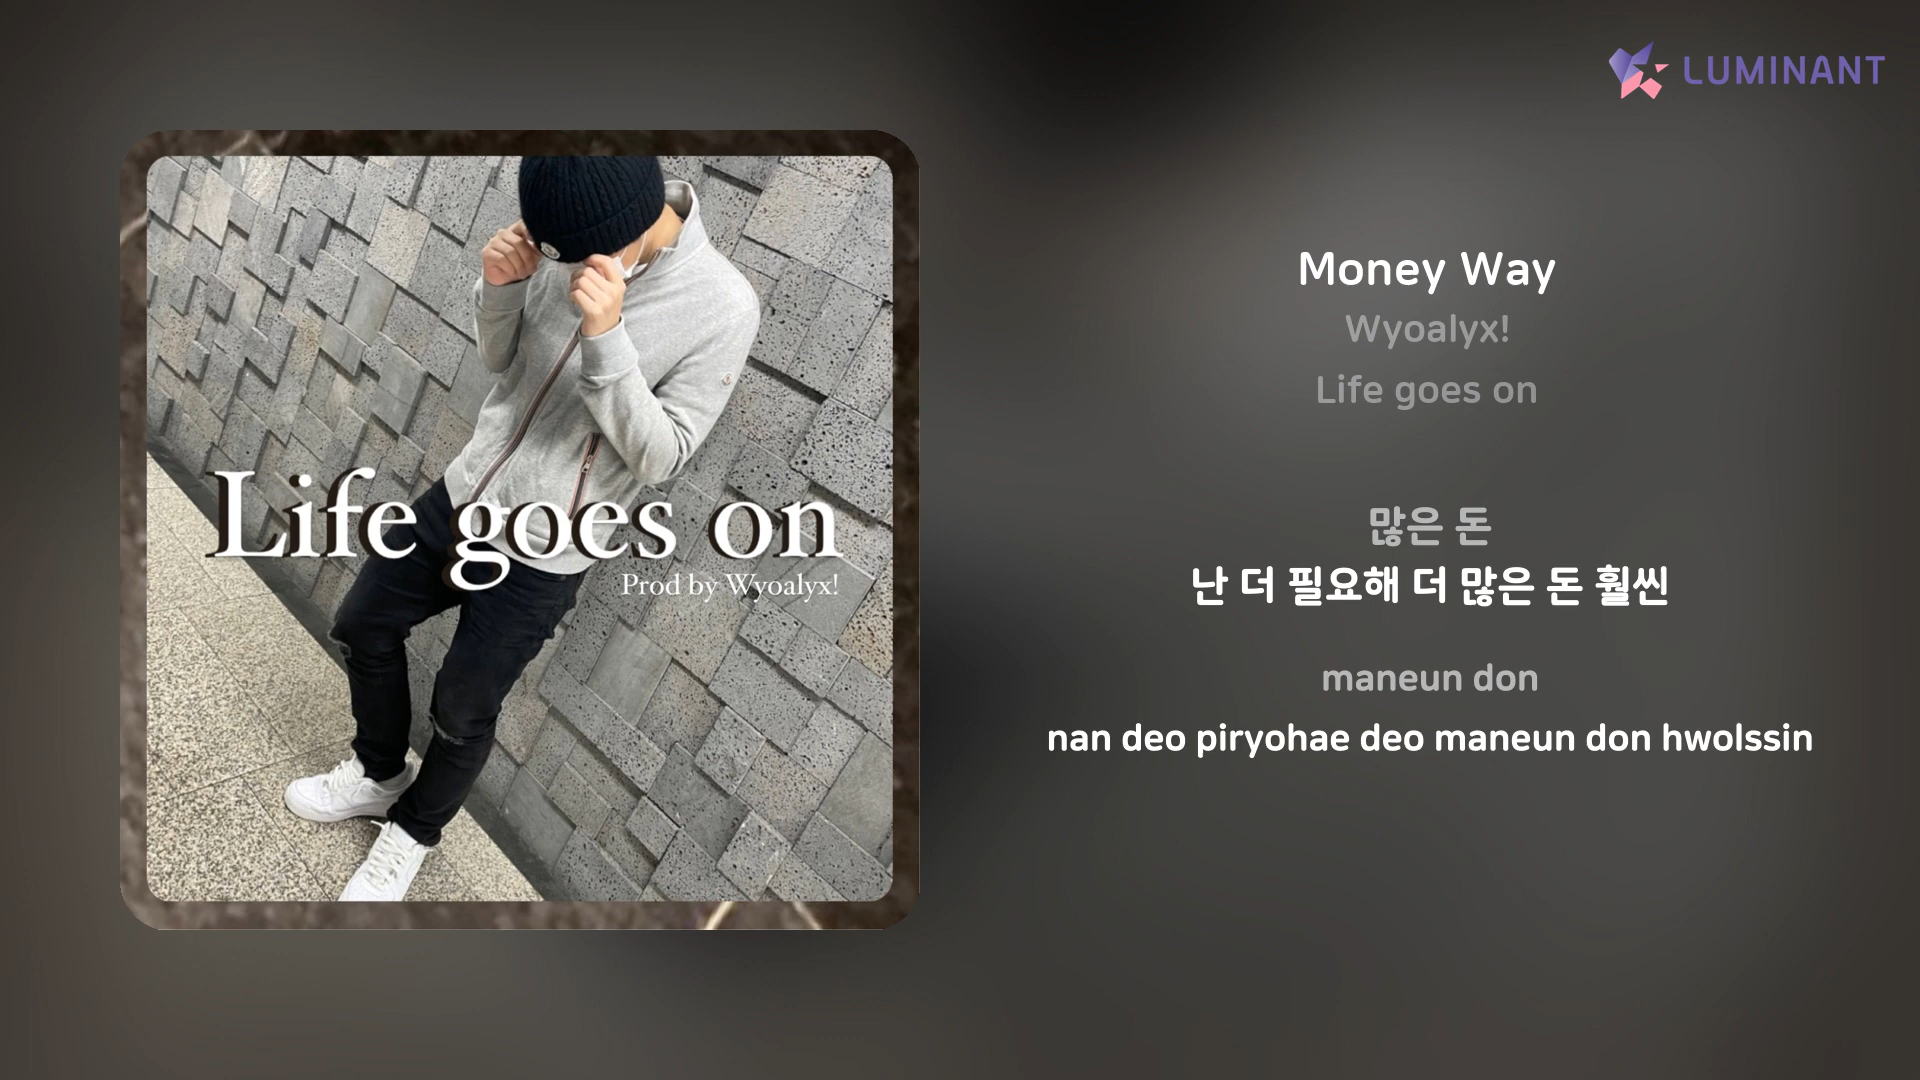 LUMINANT
Life goes on
Prod by Wyoalyx!
Money Way
Wyoalyx!
Life goes on
많은 돈
난 더 필요해 더 많은 돈 훨씬
maneun don
nan deo piryohae deo maneun don hwolssin